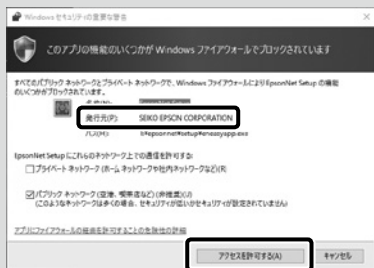 Windows セキュリティの重要な警告
このアプリの機能のいくつかが Windows ファイアウォールでブロックされています
すべてのパブリック ネットワークとプライベート ネットワークで、Windows ファイアウォールにより EpsonNet Setup の機能
のいくつかがブロックされています。
発行元(P): SEIKO EPSON CORPORATION
EpsonNet Setup にこれらのネットワーク上での通信を許可する:
プライベート ネットワーク (ホーム ネットワークや社内ネットワークなど)(R)
パブリック ネットワーク (空港、喫茶店など) (非推奨)(U)
(このようなネットワークは多くの場合、セキュリティが低いかセキュリティが設定されていません)
アプリにファイアウォールの経由を許可することの危険性の詳細
アクセスを許可する(A) キャンセル